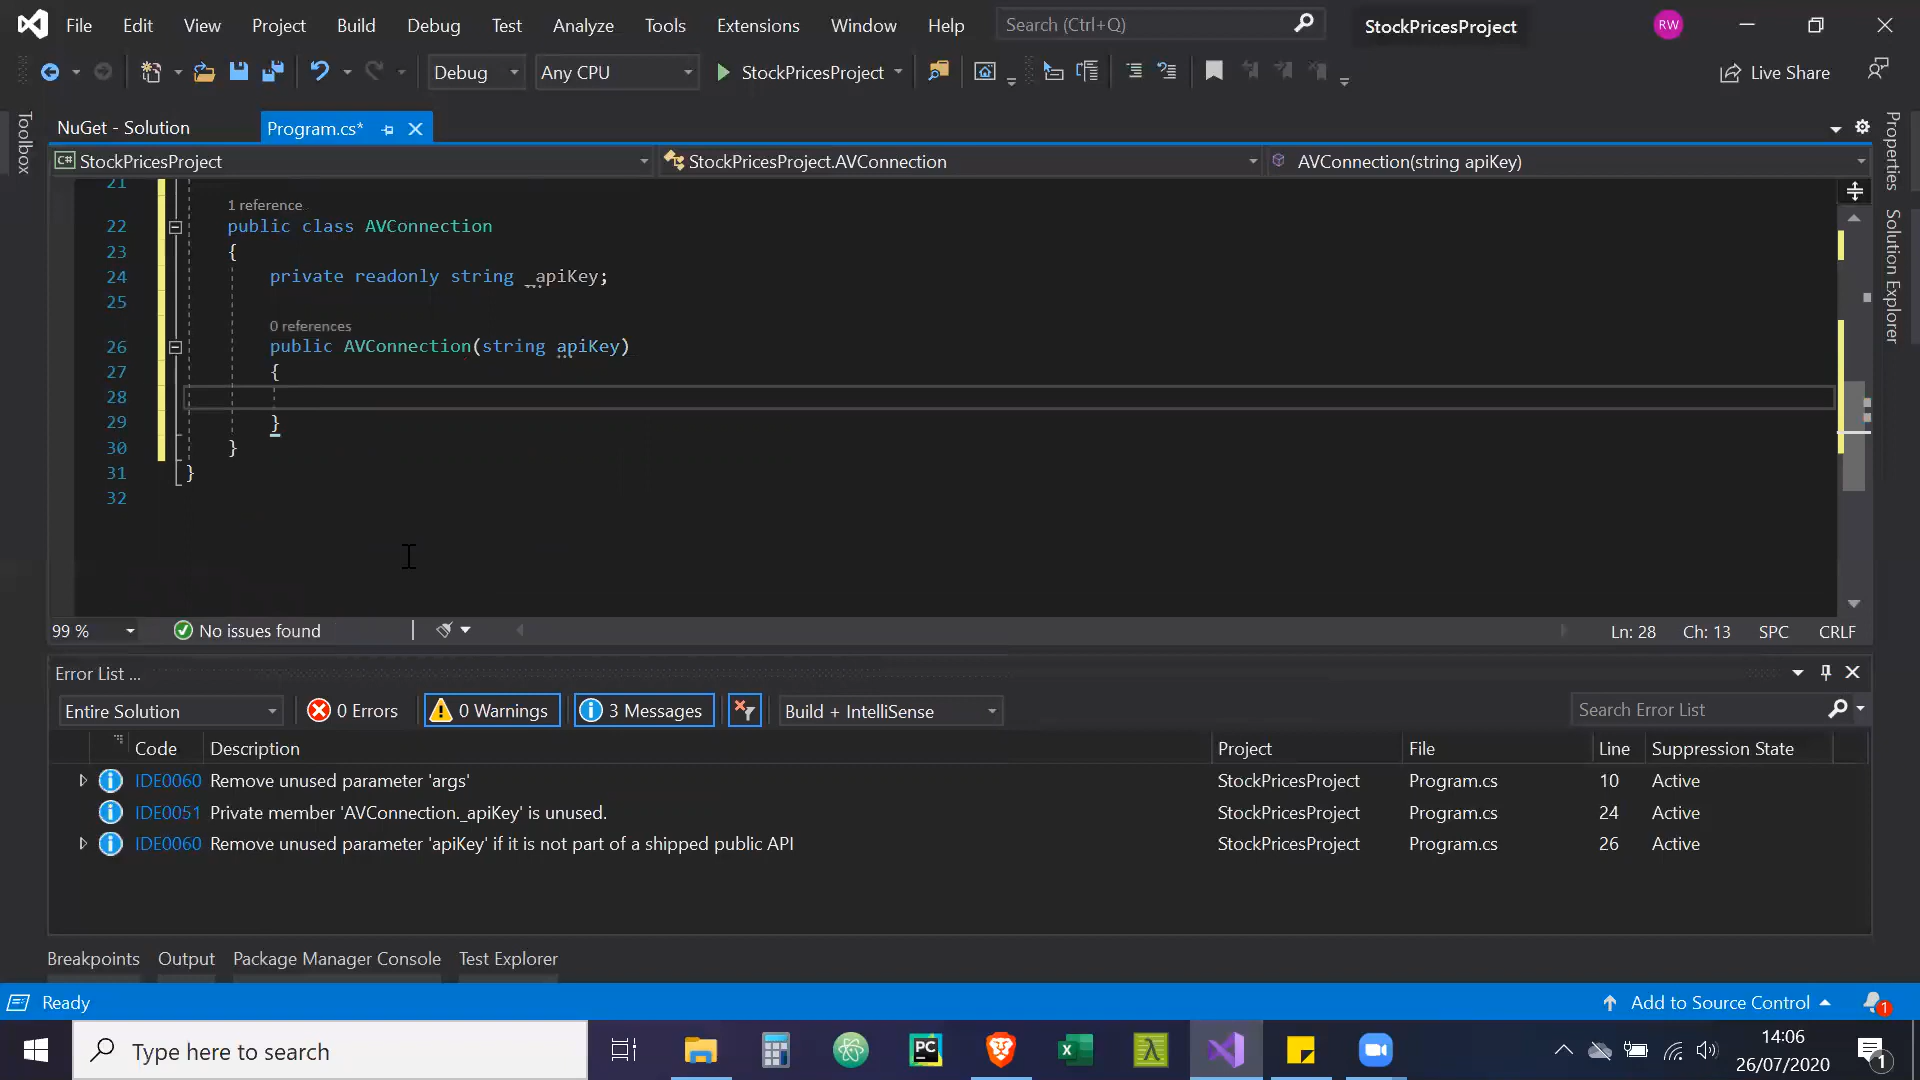 File Edit View Project Build Debug Test Analyze Tools Extensions Window Help Search (Ctrl+Q) StockPricesProject RW
Debug Any CPU StockPricesProject Live Share
Toolbox
NuGet - Solution Program.cs*
Properties
Solution Explorer
C# StockPricesProject StockPricesProject.AVConnection AVConnection(string apiKey)
21
1 reference
22 public class AVConnection
23 {
24 private readonly string _apiKey;
25
0 references
26 public AVConnection(string apiKey)
27 {
28
29 }
30 }
31 }
32
99 % No issues found Ln: 28 Ch: 13 SPC CRLF
Error List ...
Entire Solution 0 Errors 0 Warnings 3 Messages Build + IntelliSense Search Error List
Code Description Project File Line Suppression State
IDE0060 Remove unused parameter 'args' StockPricesProject Program.cs 10 Active
IDE0051 Private member 'AVConnection._apiKey' is unused. StockPricesProject Program.cs 24 Active
IDE0060 Remove unused parameter 'apiKey' if it is not part of a shipped public API StockPricesProject Program.cs 26 Active
Breakpoints Output Package Manager Console Test Explorer
Ready Add to Source Control 1
Type here to search PC 14:06
26/07/2020 1